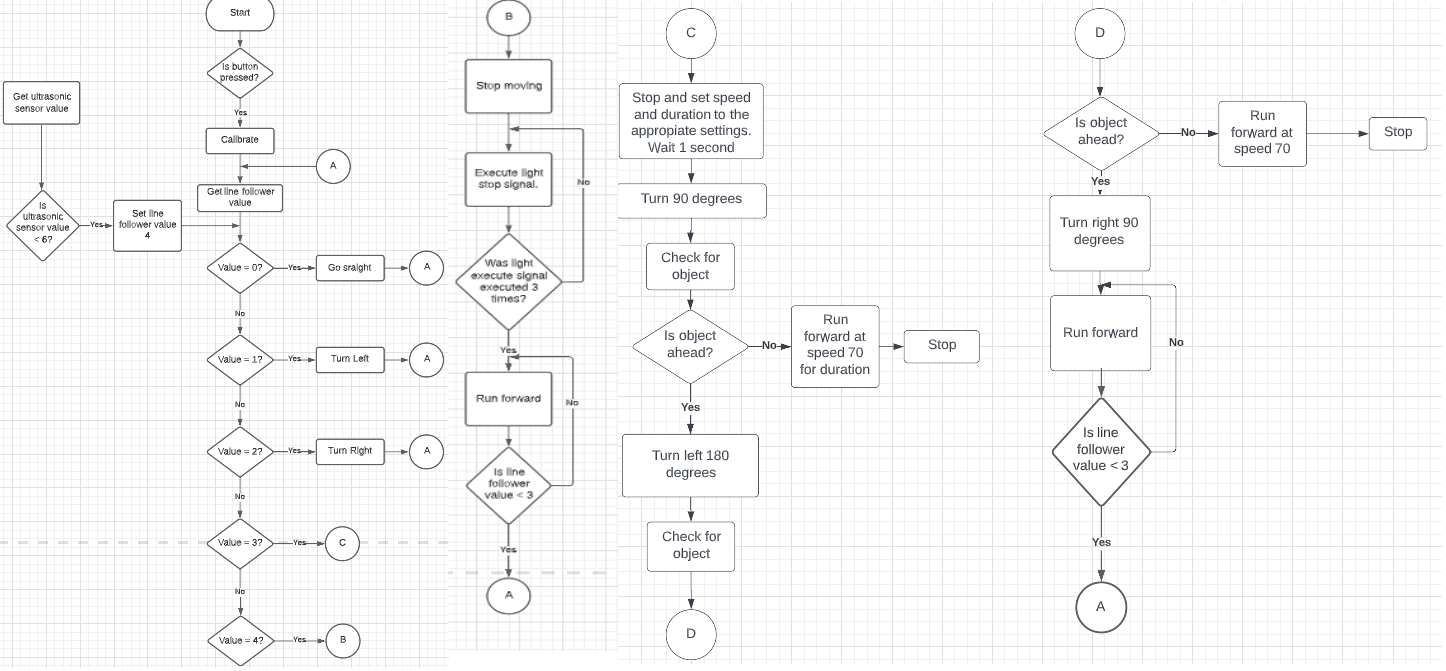 Start
Is button
pressed?
Yes
Calibrate
A
Get line follower
value
Get ultrasonic
sensor value
Is
ultrasonic
sensor value
< 6?
Yes
Set line
follower value
4
Value = 0?
Yes
Go sraight
A
No
Value = 1?
Yes
Turn Left
A
No
Value = 2?
Yes
Turn Right
A
No
Value = 3?
Yes
C
No
Value = 4?
Yes
B
B
Stop moving
Execute light
stop signal.
No
Was light
execute signal
executed 3
times?
Yes
Run forward
No
Is line
follower
value < 3
Yes
A
C
Stop and set speed
and duration to the
appropiate settings.
Wait 1 second
Turn 90 degrees
Check for
object
Is object
ahead?
No
Run
forward at
speed 70
for duration
Stop
Yes
Turn left 180
degrees
Check for
object
D
D
Is object
ahead?
No
Run
forward at
speed 70
Stop
Yes
Turn right 90
degrees
Run forward
No
Is line
follower
value < 3
Yes
A